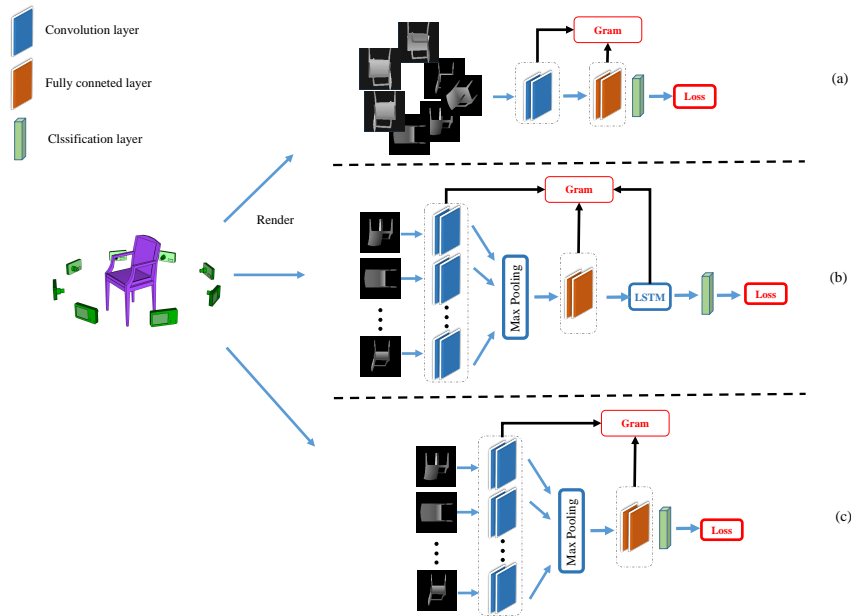 Convolution layer
Fully conneted layer
Clssification layer
Render
Gram
Loss
(a)
Gram
Max Pooling
LSTM
Loss
(b)
Gram
Max Pooling
Loss
(c)